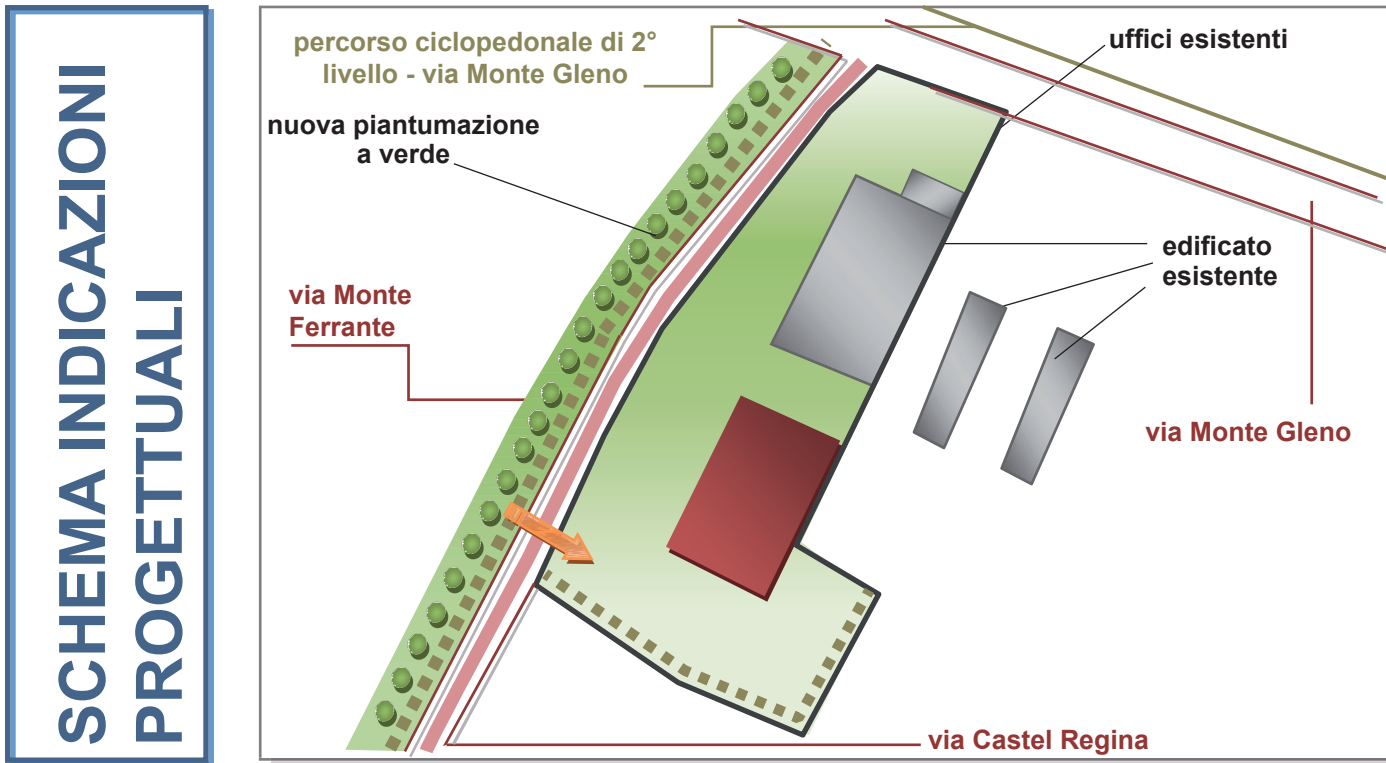 SCHEMA INDICAZIONI
PROGETTUALI
percorso ciclopedonale di 2°
livello - via Monte Gleno
uffici esistenti
nuova piantumazione
a verde
edificato
esistente
via Monte
Ferrante
via Monte Gleno
via Castel Regina